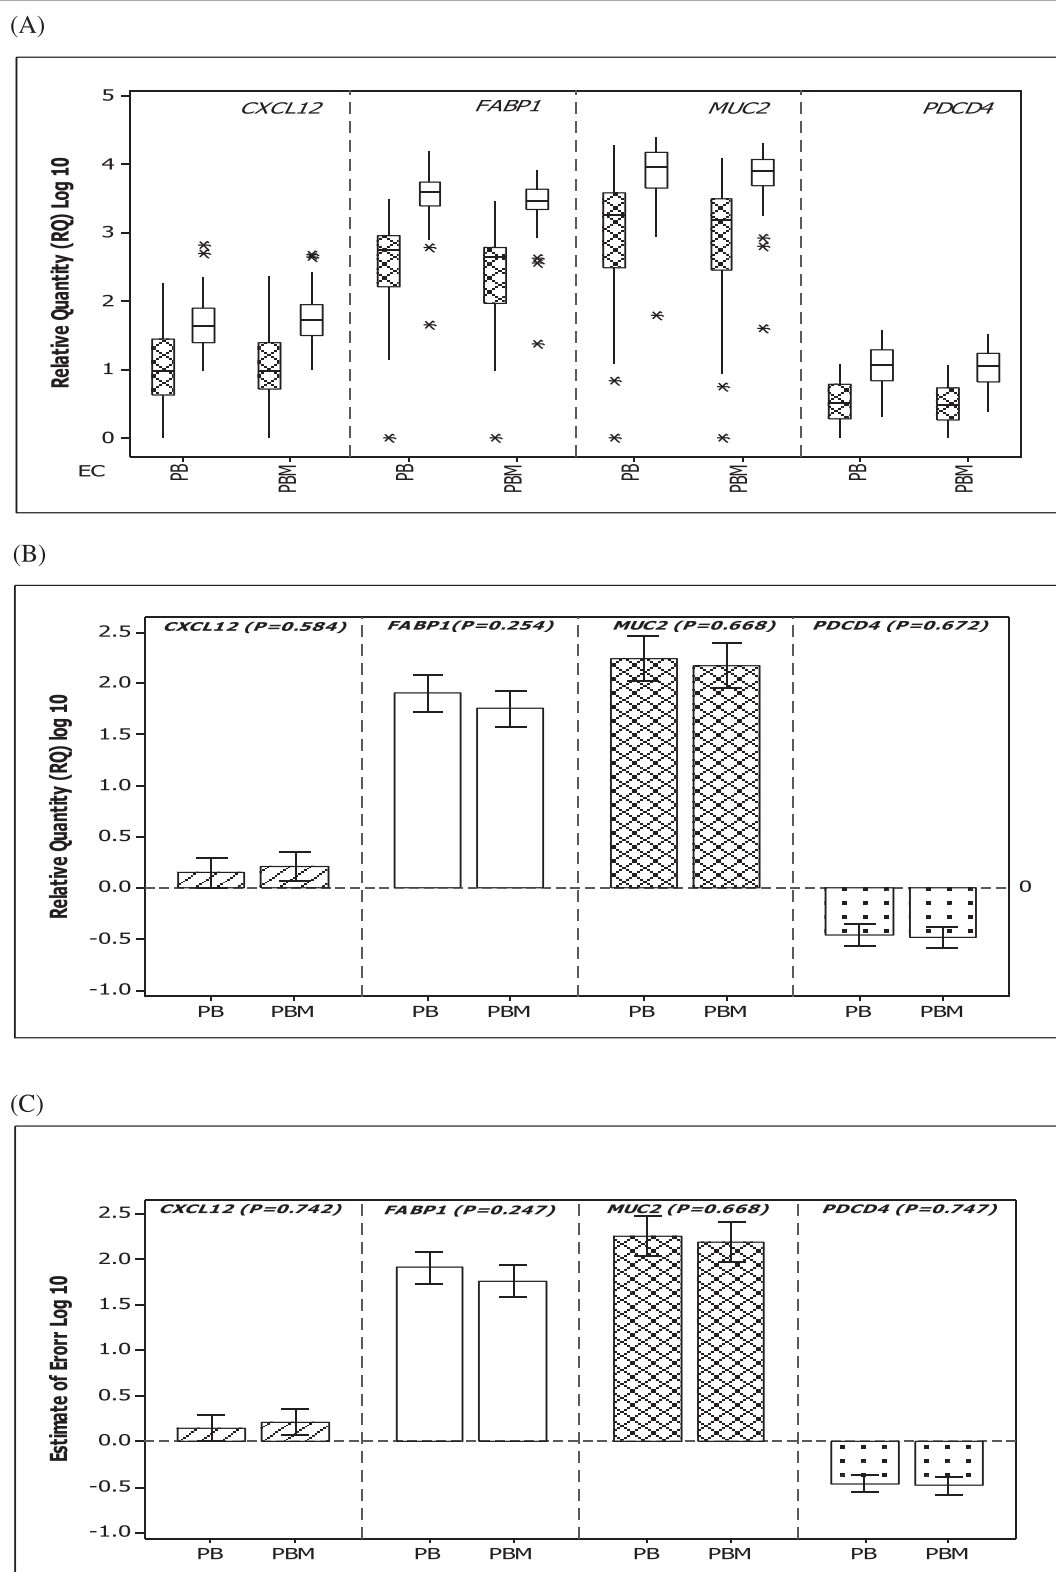 (A)
CXCL12 FABP1 MUC2 PDCD4
Relative Quantity (RQ) Log 10
5
4
3
2
1
0
EC PB PBM PB PBM PB PBM PB PBM
(B)
CXCL12 (P=0.584) FABP1(P=0.254) MUC2 (P=0.668) PDCD4 (P=0.672)
Relative Quantity (RQ) log 10
2.5
2.0
1.5
1.0
0.5
0.0 0
-0.5
-1.0
PB PBM PB PBM PB PBM PB PBM
(C)
CXCL12 (P=0.742) FABP1 (P=0.247) MUC2 (P=0.668) PDCD4 (P=0.747)
Estimate of Erorr Log 10
2.5
2.0
1.5
1.0
0.5
0.0
-0.5
-1.0
PB PBM PB PBM PB PBM PB PBM